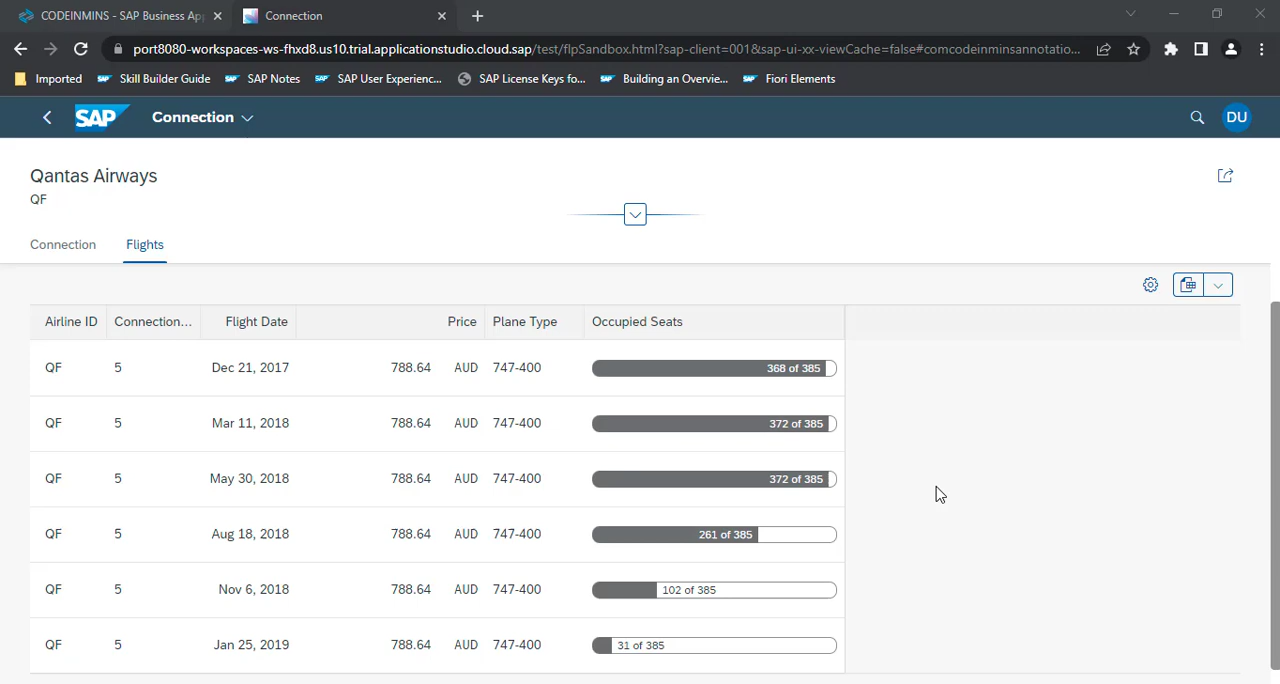 CODEINMINS - SAP Business App
Connection
port8080-workspaces-ws-fhxd8.us10.trial.applicationstudio.cloud.sap/test/flpSandbox.html?sap-client=001&sap-ui-xx-viewCache=false#comcodeinminsannotatio...
Imported
Skill Builder Guide
SAP Notes
SAP User Experienc...
SAP License Keys fo...
Building an Overvie...
Fiori Elements
SAP
Connection
DU
Qantas Airways
QF
Connection
Flights
Airline ID Connection... Flight Date Price Plane Type Occupied Seats
QF 5 Dec 21, 2017 788.64 AUD 747-400 368 of 385
QF 5 Mar 11, 2018 788.64 AUD 747-400 372 of 385
QF 5 May 30, 2018 788.64 AUD 747-400 372 of 385
QF 5 Aug 18, 2018 788.64 AUD 747-400 261 of 385
QF 5 Nov 6, 2018 788.64 AUD 747-400 102 of 385
QF 5 Jan 25, 2019 788.64 AUD 747-400 31 of 385